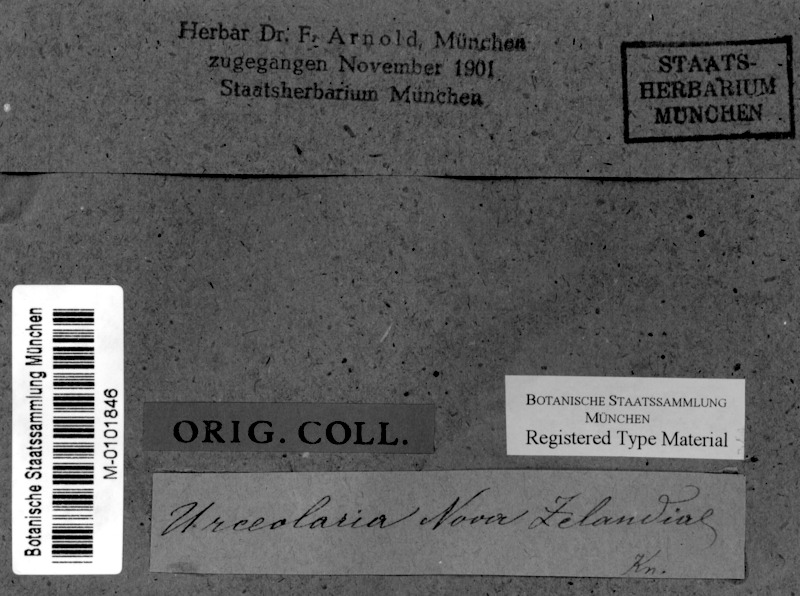 Herbar Dr. F. Arnold, München
zugegangen November 1901
Staatsherbarium München
STAATS-
HERBARIUM
MÜNCHEN
Botanische Staatssammlung München
M-0101846
ORIG. COLL.
BOTANISCHE STAATSSAMMLUNG
MÜNCHEN
Registered Type Material
Urceolaria Novae Zelandiae
Kn.